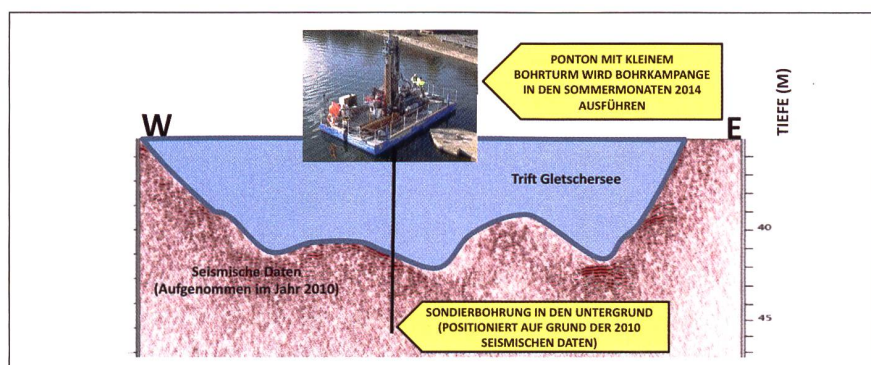 PONTON MIT KLEINEM
BOHRTURM WIRD BOHRKAMPANGE
IN DEN SOMMERMONATEN 2014
AUSFÜHREN
W
E
TIEFE (M)
Trift Gletschersee
40
Seismische Daten
(Aufgenommen im Jahr 2010)
SONDIERBOHRUNG IN DEN UNTERGRUND
(POSITIONIERT AUF GRUND DER 2010
SEISMISCHEN DATEN)
45